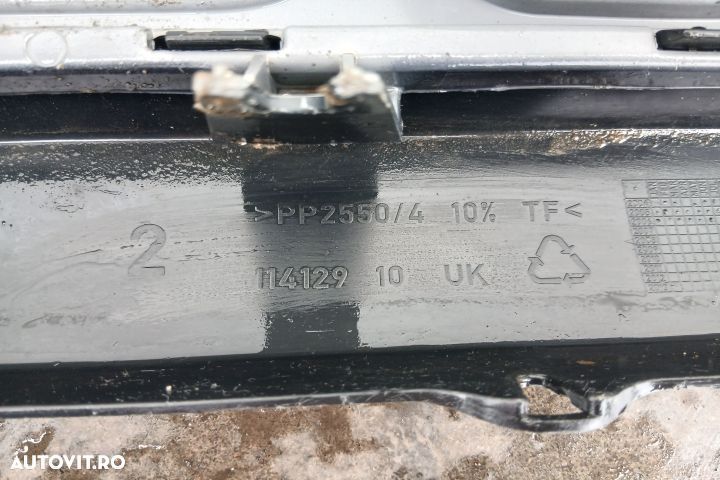 >PP2550/4 10% TF<
2
114129 10 UK
AUTOVIT.RO